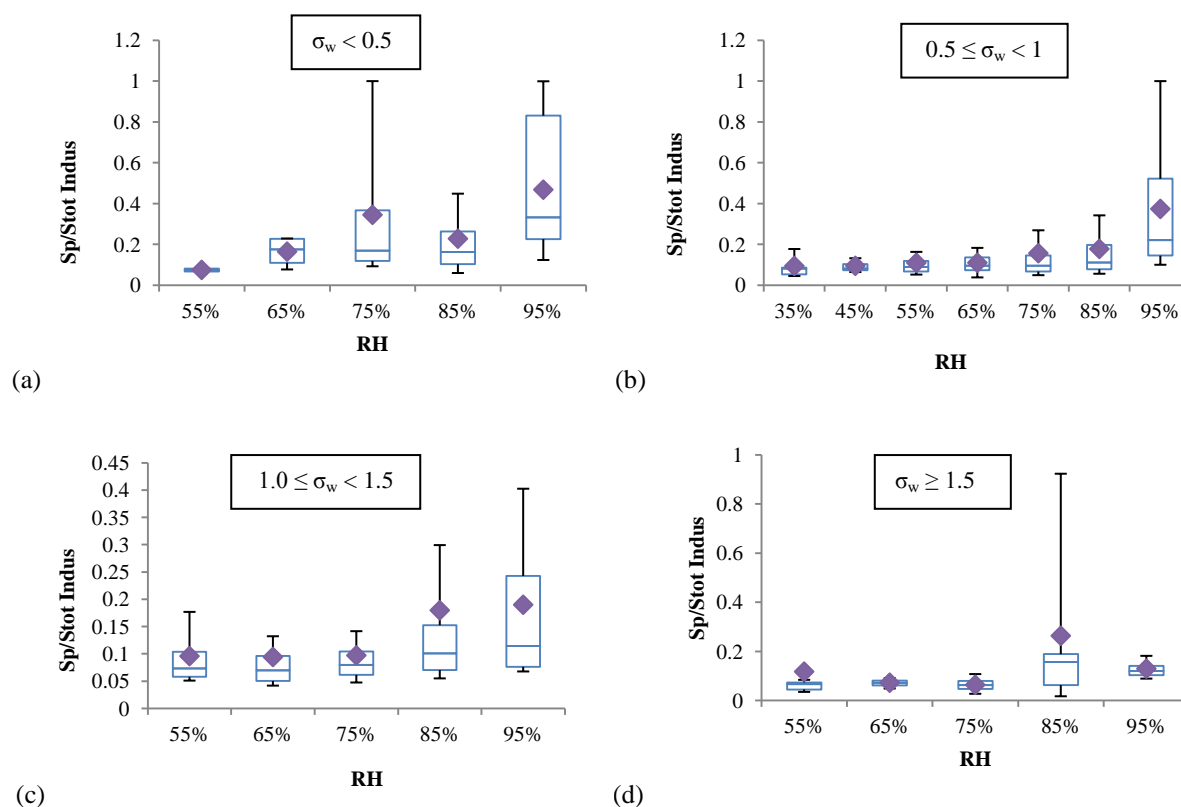 σw < 0.5
1.2
1
0.8
0.6
0.4
0.2
0
Sp/Stot Indus
55% 65% 75% 85% 95%
RH
(a)
0.5 ≤ σw < 1
1.2
1
0.8
0.6
0.4
0.2
0
Sp/Stot Indus
35% 45% 55% 65% 75% 85% 95%
RH
(b)
1.0 ≤ σw < 1.5
0.45
0.4
0.35
0.3
0.25
0.2
0.15
0.1
0.05
0
Sp/Stot Indus
55% 65% 75% 85% 95%
RH
(c)
σw ≥ 1.5
1
0.8
0.6
0.4
0.2
0
Sp/Stot Indus
55% 65% 75% 85% 95%
RH
(d)